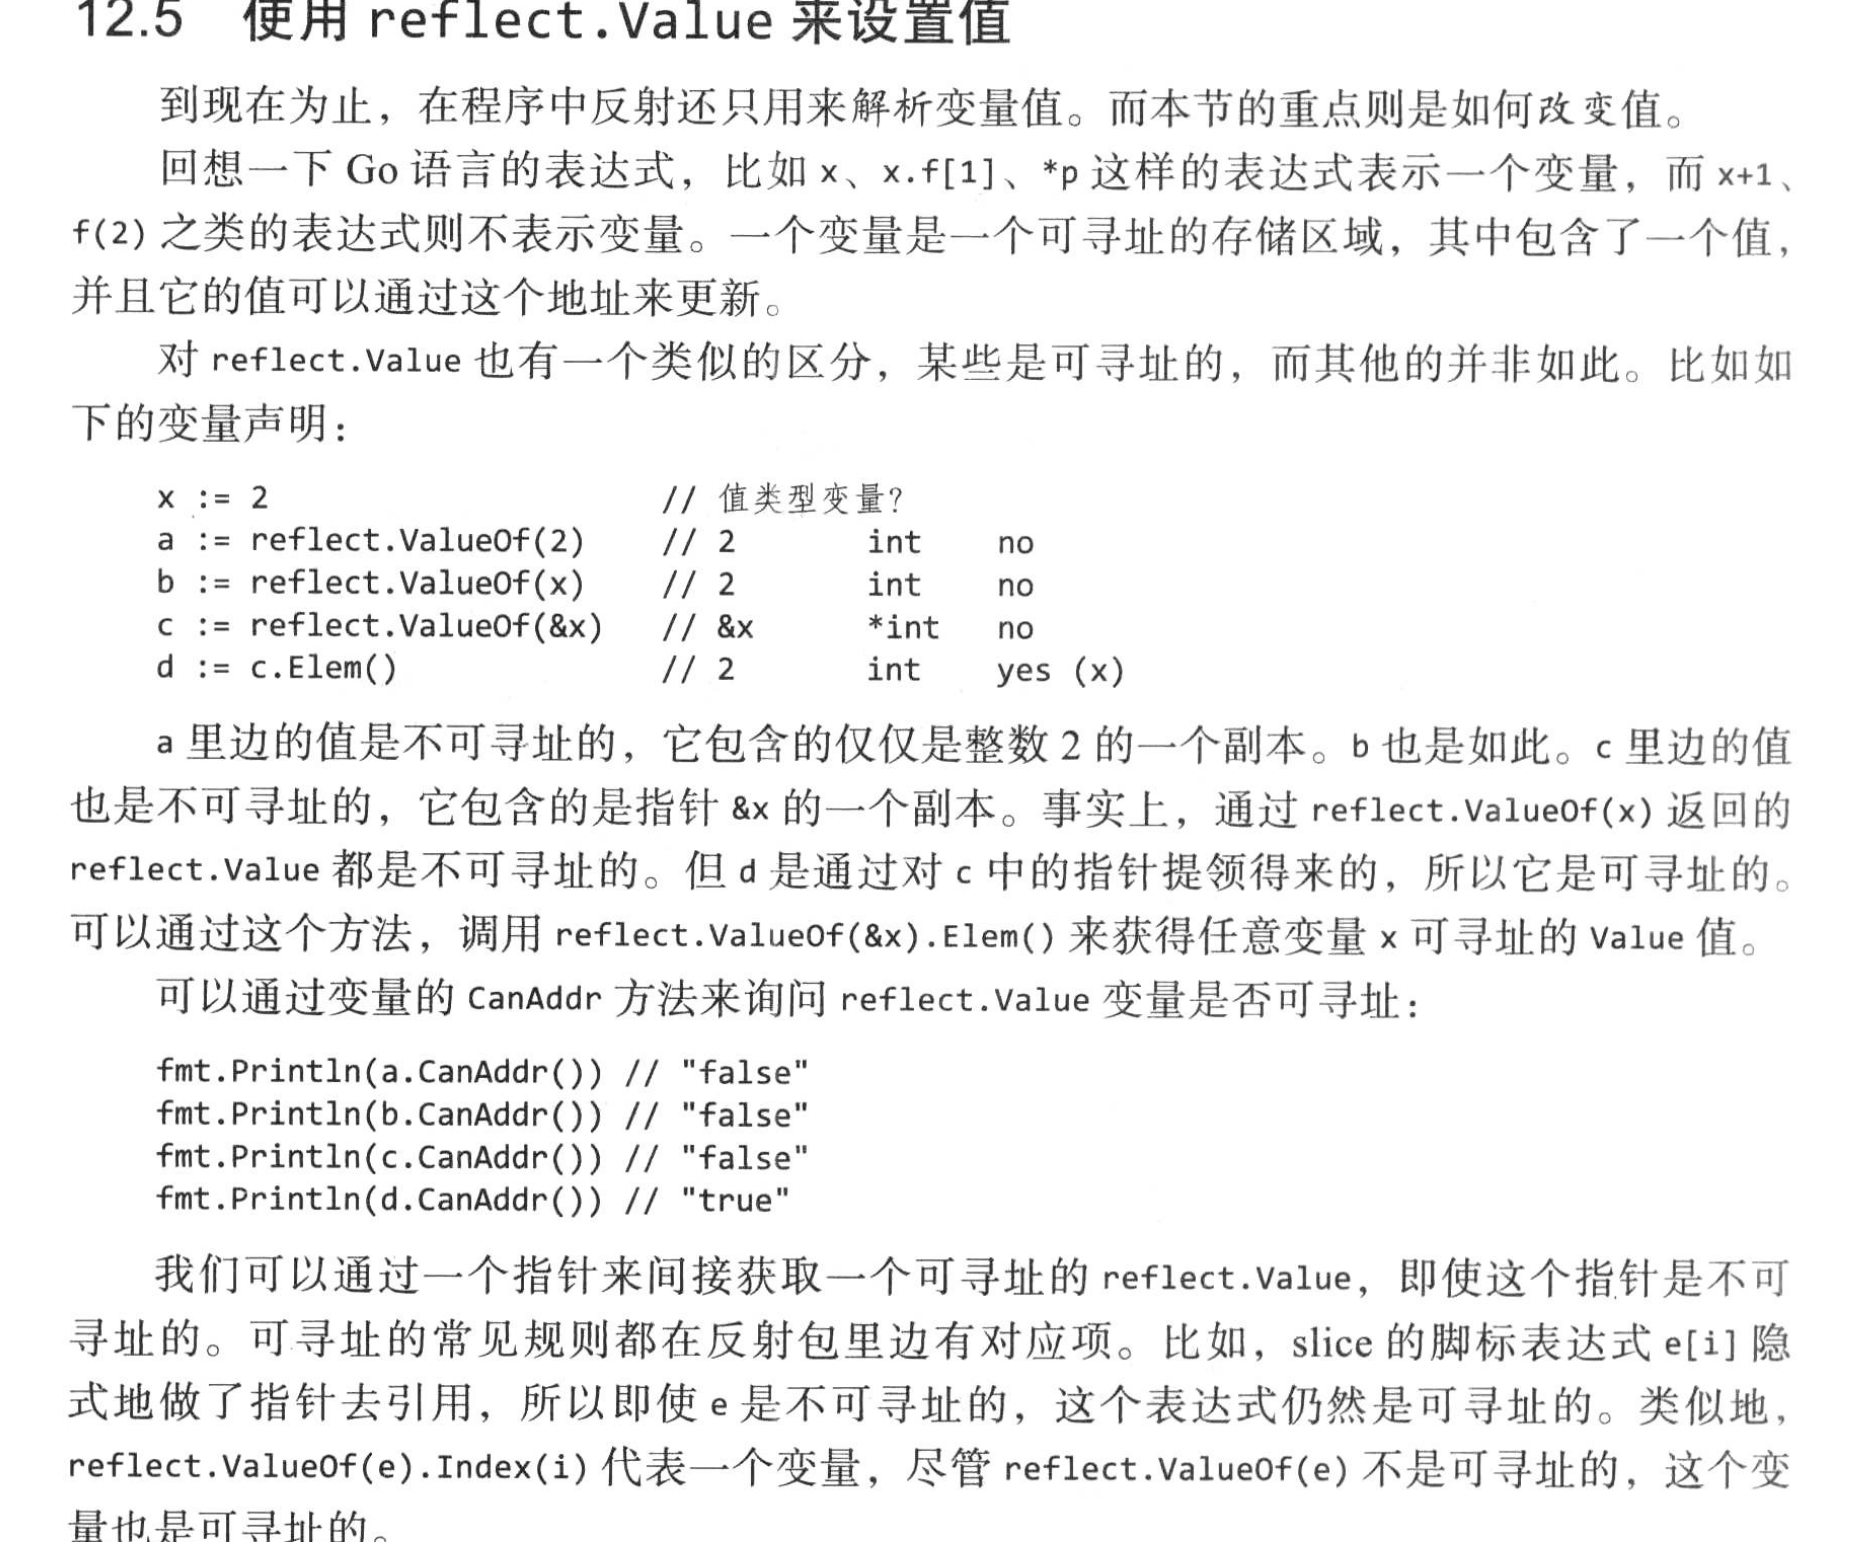 12.5 使用 reflect.Value 来设置值
到现在为止，在程序中反射还只用来解析变量值。而本节的重点则是如何改变值。
回想一下 Go 语言的表达式，比如 x、x.f[1]、*p 这样的表达式表示一个变量，而 x+1、
f(2) 之类的表达式则不表示变量。一个变量是一个可寻址的存储区域，其中包含了一个值，
并且它的值可以通过这个地址来更新。
对 reflect.Value 也有一个类似的区分，某些是可寻址的，而其他的并非如此。比如如
下的变量声明：
x := 2 // 值类型变量?
a := reflect.ValueOf(2) // 2 int no
b := reflect.ValueOf(x) // 2 int no
c := reflect.ValueOf(&x) // &x *int no
d := c.Elem() // 2 int yes (x)
a 里边的值是不可寻址的，它包含的仅仅是整数 2 的一个副本。b 也是如此。c 里边的值
也是不可寻址的，它包含的是指针 &x 的一个副本。事实上，通过 reflect.ValueOf(x) 返回的
reflect.Value 都是不可寻址的。但 d 是通过对 c 中的指针提领得来的，所以它是可寻址的。
可以通过这个方法，调用 reflect.ValueOf(&x).Elem() 来获得任意变量 x 可寻址的 Value 值。
可以通过变量的 CanAddr 方法来询问 reflect.Value 变量是否可寻址：
fmt.Println(a.CanAddr()) // "false"
fmt.Println(b.CanAddr()) // "false"
fmt.Println(c.CanAddr()) // "false"
fmt.Println(d.CanAddr()) // "true"
我们可以通过一个指针来间接获取一个可寻址的 reflect.Value，即使这个指针是不可
寻址的。可寻址的常见规则都在反射包里边有对应项。比如，slice 的脚标表达式 e[i] 隐
式地做了指针去引用，所以即使 e 是不可寻址的，这个表达式仍然是可寻址的。类似地，
reflect.ValueOf(e).Index(i) 代表一个变量，尽管 reflect.ValueOf(e) 不是可寻址的，这个变
量也是可寻址的。